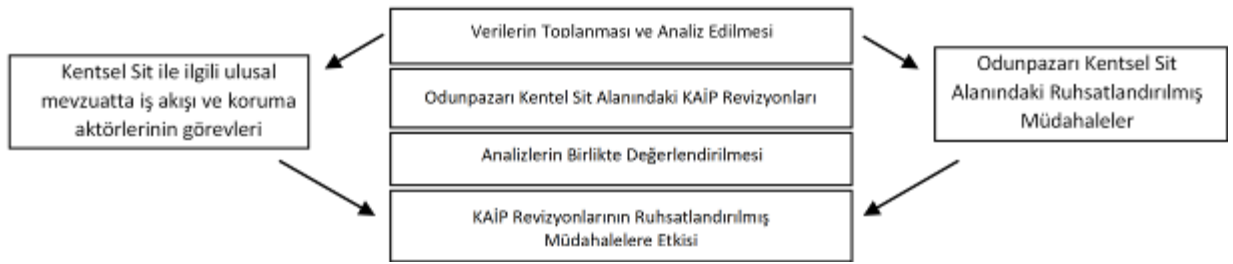 Verilerin Toplanması ve Analiz Edilmesi
Kentsel Sit ile ilgili ulusal
mevzuatta iş akışı ve koruma
aktörlerinin görevleri
Odunpazarı Kentel Sit Alanındaki KAİP Revizyonları
Odunpazarı Kentsel Sit
Alanındaki Ruhsatlandırılmış
Müdahaleler
Analizlerin Birlikte Değerlendirilmesi
KAİP Revizyonlarının Ruhsatlandırılmış
Müdahalelere Etkisi